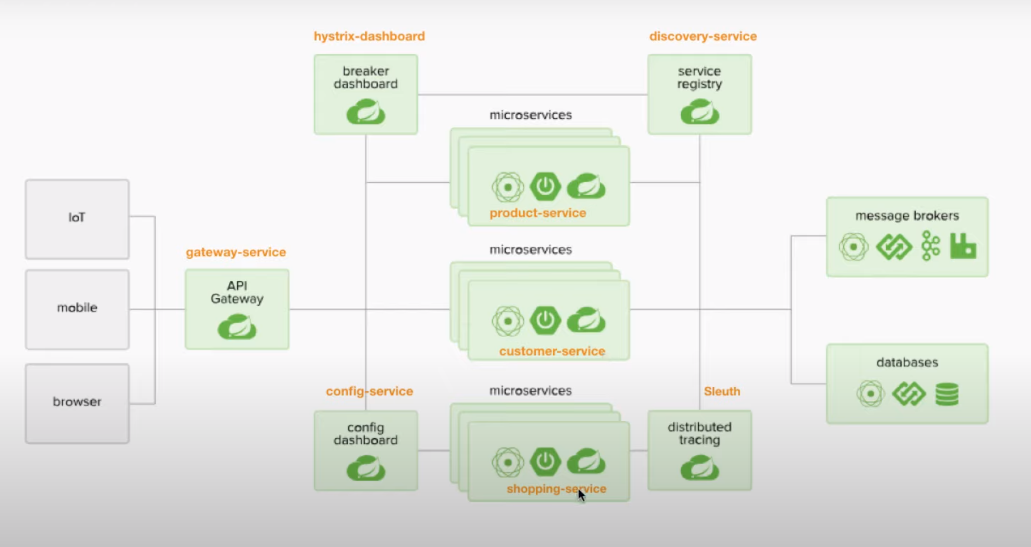 hystrix-dashboard
discovery-service
breaker
dashboard
service
registry
microservices
product-service
IoT
mobile
browser
gateway-service
API
Gateway
microservices
customer-service
message brokers
databases
config-service
config
dashboard
microservices
shopping-service
Sleuth
distributed
tracing